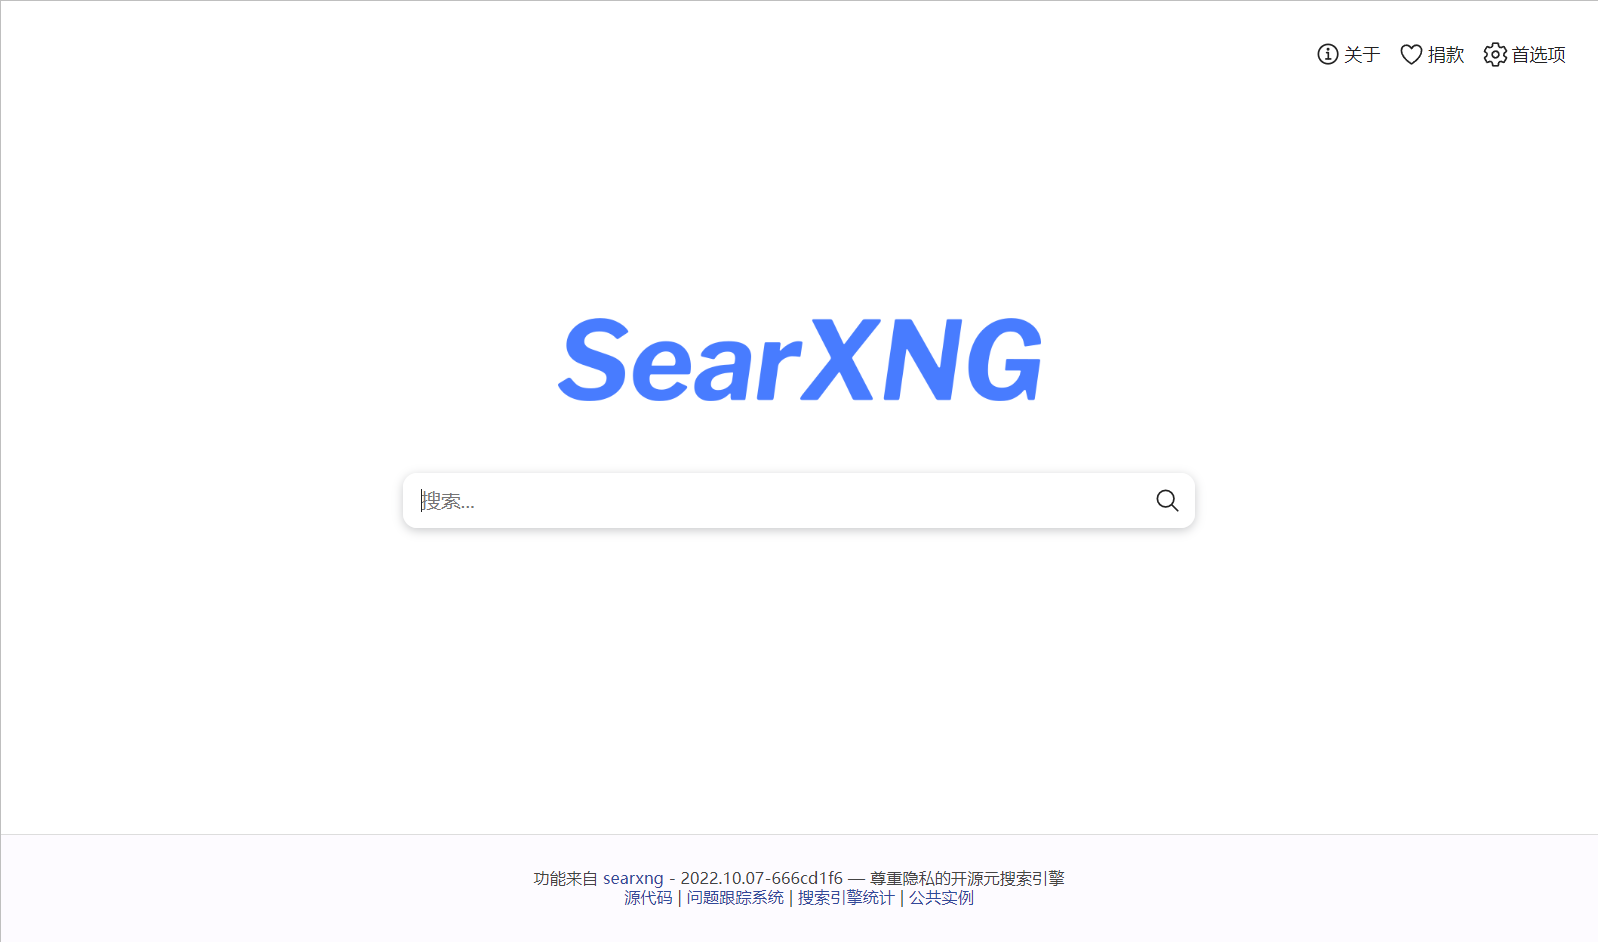 关于 捐款 首选项
SearXNG
搜索...
功能来自 searxng - 2022.10.07-666cd1f6 — 尊重隐私的开源元搜索引擎
源代码 | 问题跟踪系统 | 搜索引擎统计 | 公共实例